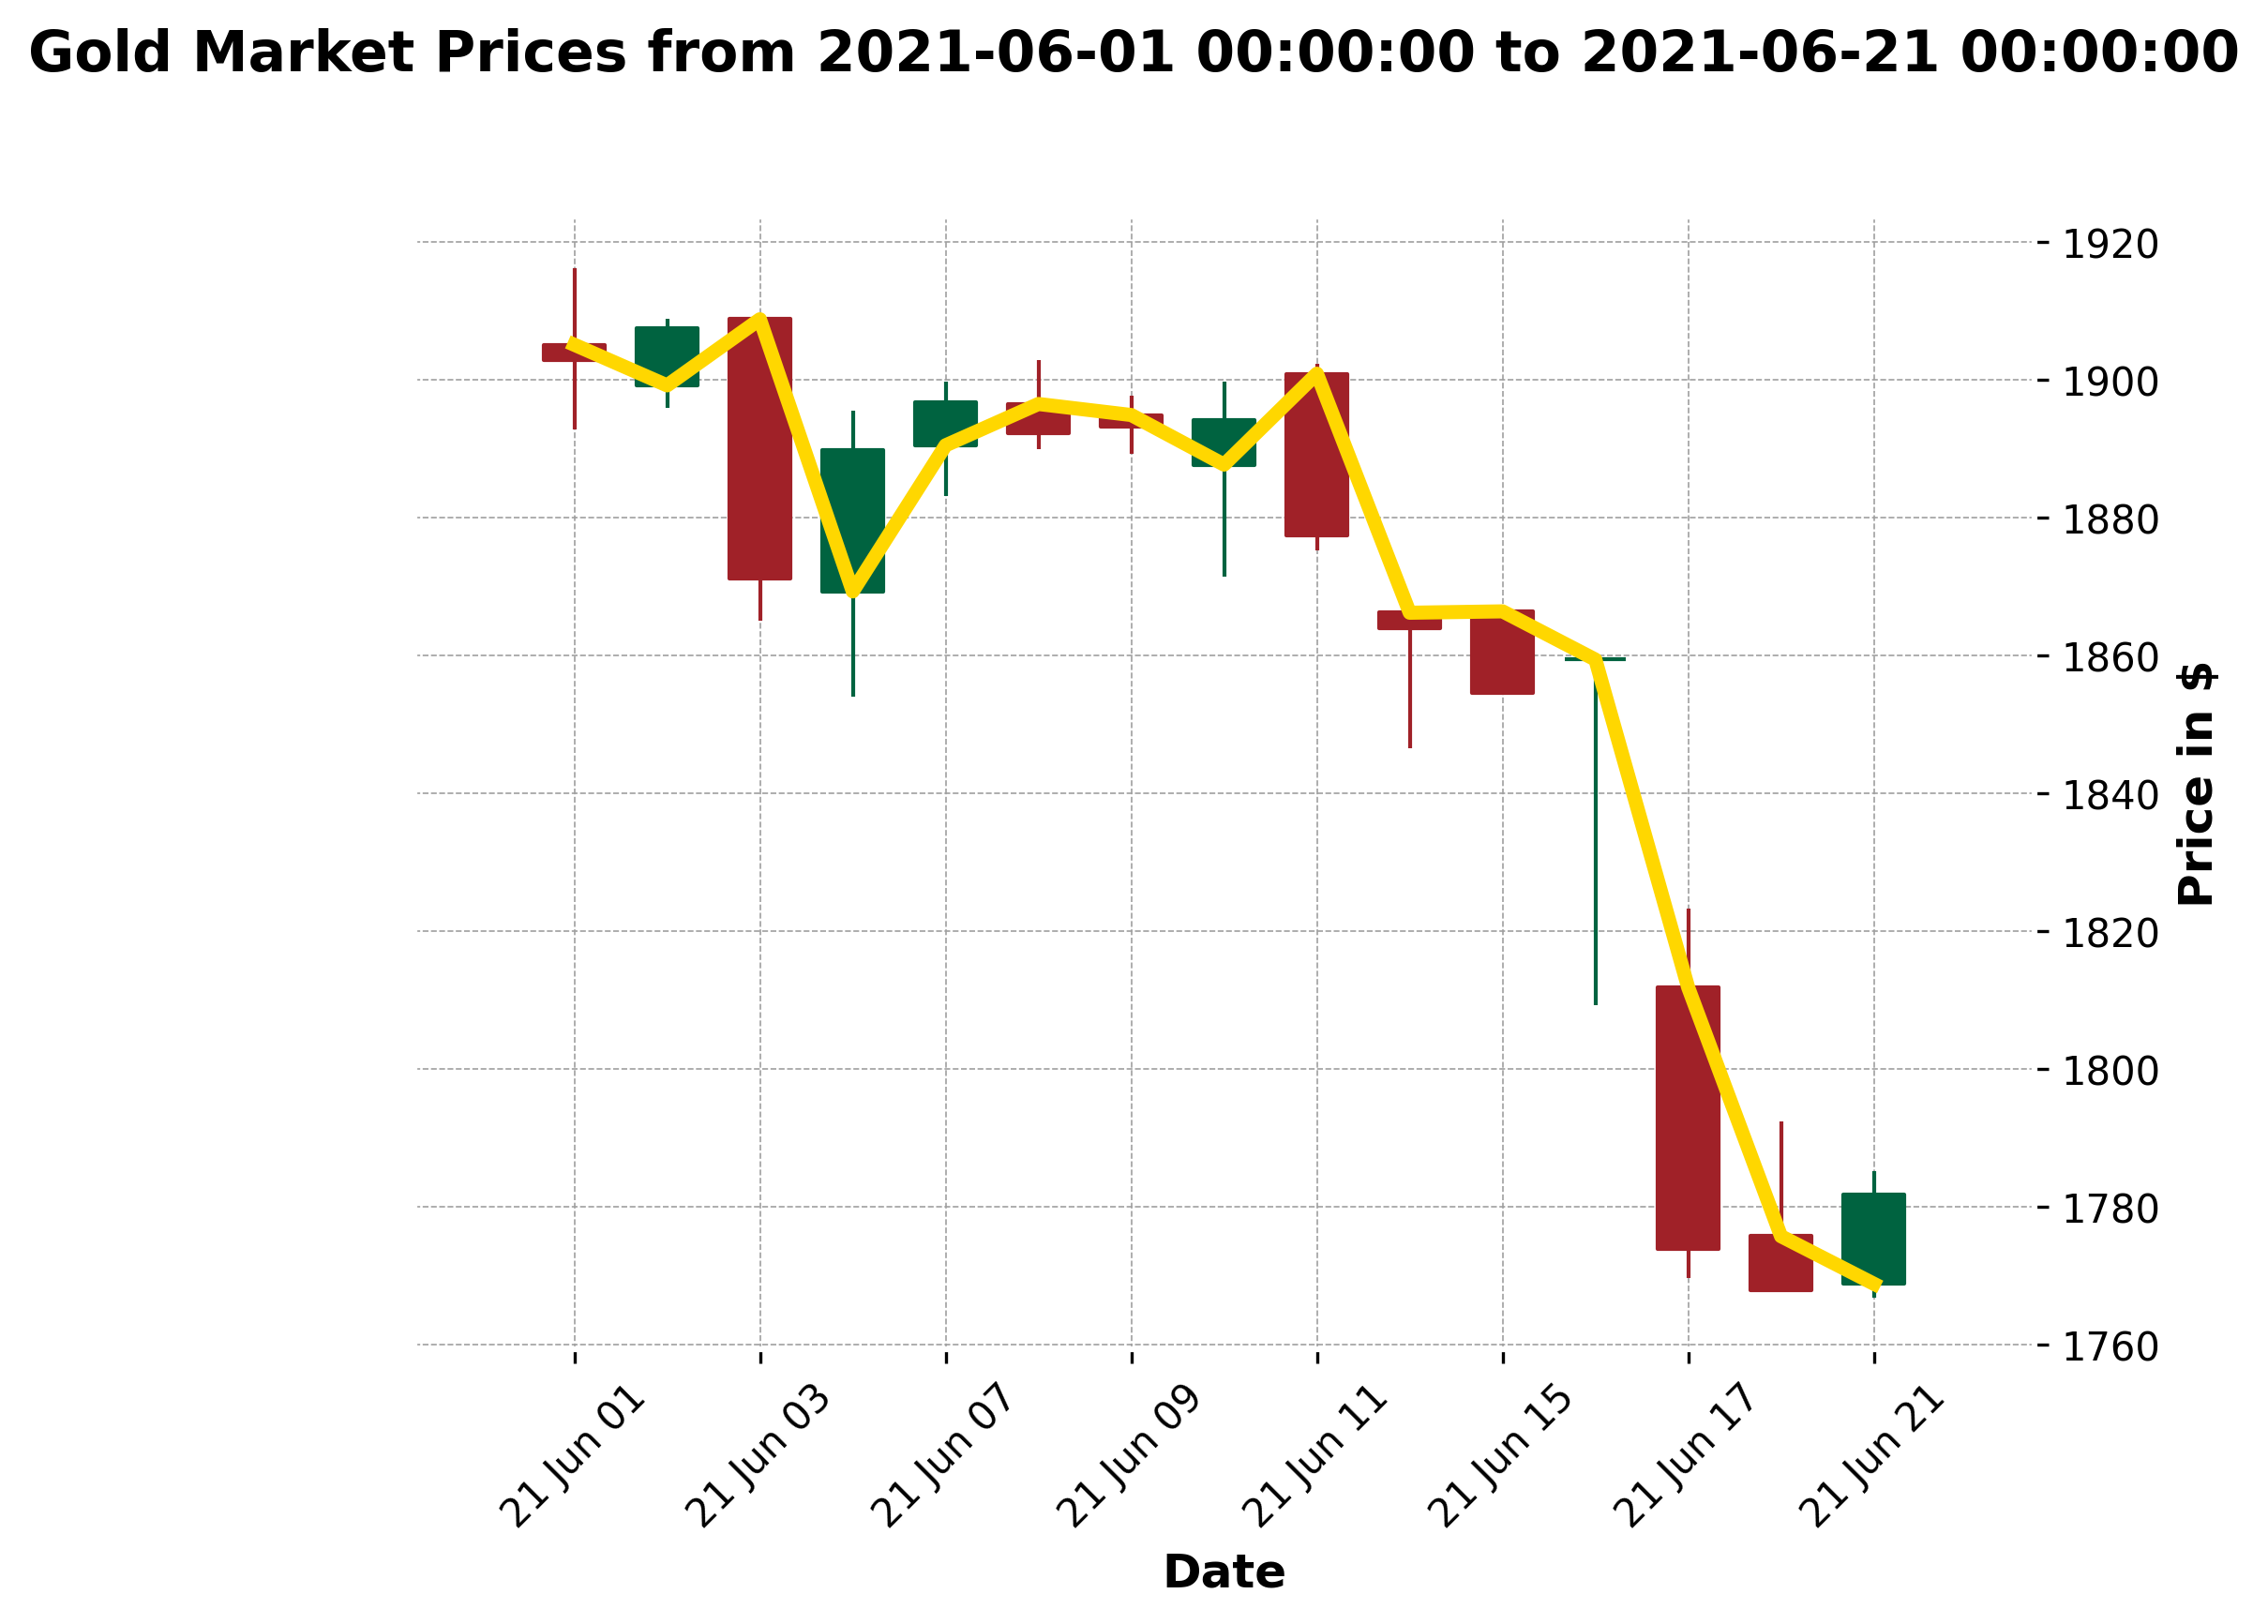 Gold Market Prices from 2021-06-01 00:00:00 to 2021-06-21 00:00:00
1920
1900
1880
1860
1840
1820
1800
1780
1760
Price in $
21 Jun 01
21 Jun 03
21 Jun 07
21 Jun 09
21 Jun 11
21 Jun 15
21 Jun 17
21 Jun 21
Date